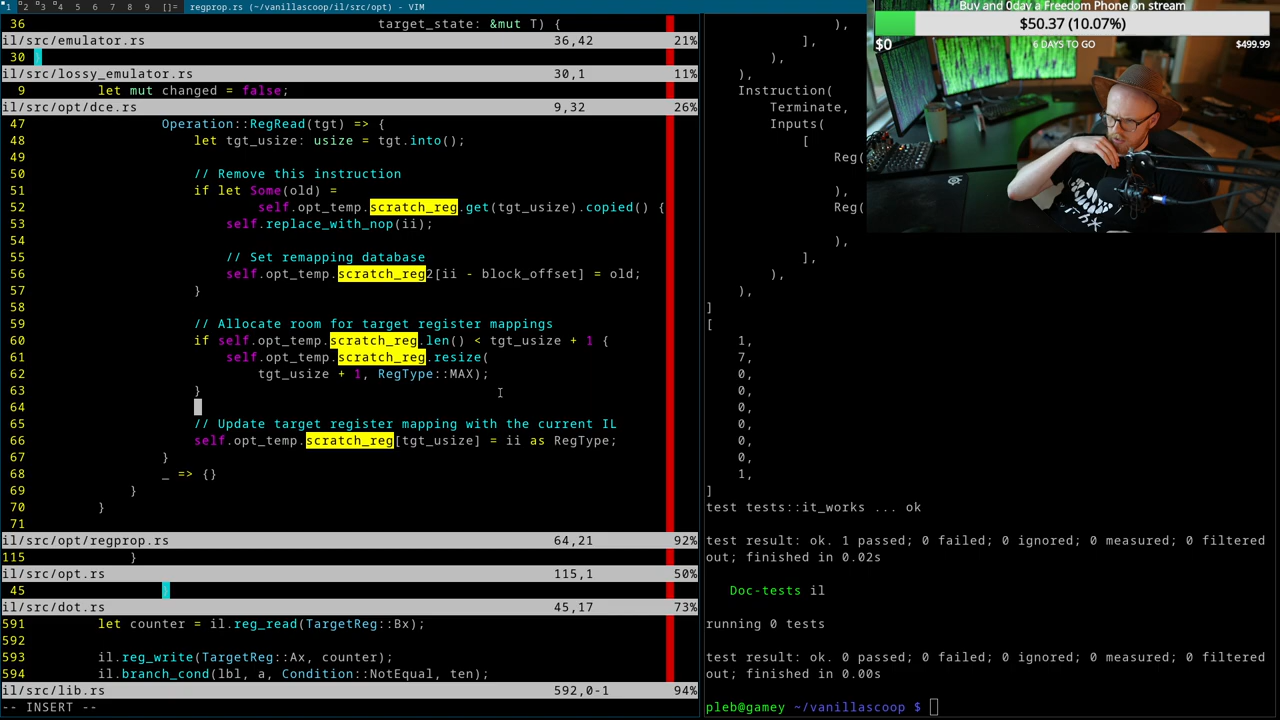 1 2 3 4 5 6 7 8 9 []= regprop.rs (~/vanillascoop/il/src/opt) - VIM
36 target_state: &mut T) {
il/src/emulator.rs 36,42 21%
30 }
il/src/lossy_emulator.rs 30,1 11%
9 let mut changed = false;
il/src/opt/dce.rs 9,32 26%
47 Operation::RegRead(tgt) => {
48 let tgt_usize: usize = tgt.into();
49
50 // Remove this instruction
51 if let Some(old) =
52 self.opt_temp.scratch_reg.get(tgt_usize).copied() {
53 self.replace_with_nop(ii);
54
55 // Set remapping database
56 self.opt_temp.scratch_reg2[ii - block_offset] = old;
57 }
58
59 // Allocate room for target register mappings
60 if self.opt_temp.scratch_reg.len() < tgt_usize + 1 {
61 self.opt_temp.scratch_reg.resize(
62 tgt_usize + 1, RegType::MAX);
63 }
64
65 // Update target register mapping with the current IL
66 self.opt_temp.scratch_reg[tgt_usize] = ii as RegType;
67 }
68 _ => {}
69 }
70 }
71
il/src/opt/regprop.rs 64,21 92%
115 }
il/src/opt.rs 115,1 50%
45 }
il/src/dot.rs 45,17 73%
591 let counter = il.reg_read(TargetReg::Bx);
592
593 il.reg_write(TargetReg::Ax, counter);
594 il.branch_cond(lbl, a, Condition::NotEqual, ten);
il/src/lib.rs 592,0-1 94%
-- INSERT --
),
],
),
),
Instruction(
Terminate,
Inputs(
[
Reg(
),
Reg(
),
],
),
),
]
[
1,
7,
0,
0,
0,
0,
0,
0,
1,
]
test tests::it_works ... ok
test result: ok. 1 passed; 0 failed; 0 ignored; 0 measured; 0 filtered
out; finished in 0.02s
Doc-tests il
running 0 tests
test result: ok. 0 passed; 0 failed; 0 ignored; 0 measured; 0 filtered
out; finished in 0.00s
pleb@gamey ~/vanillascoop $
Buy and 0day a Freedom Phone on stream
$50.37 (10.07%)
$0 6 DAYS TO GO $499.99